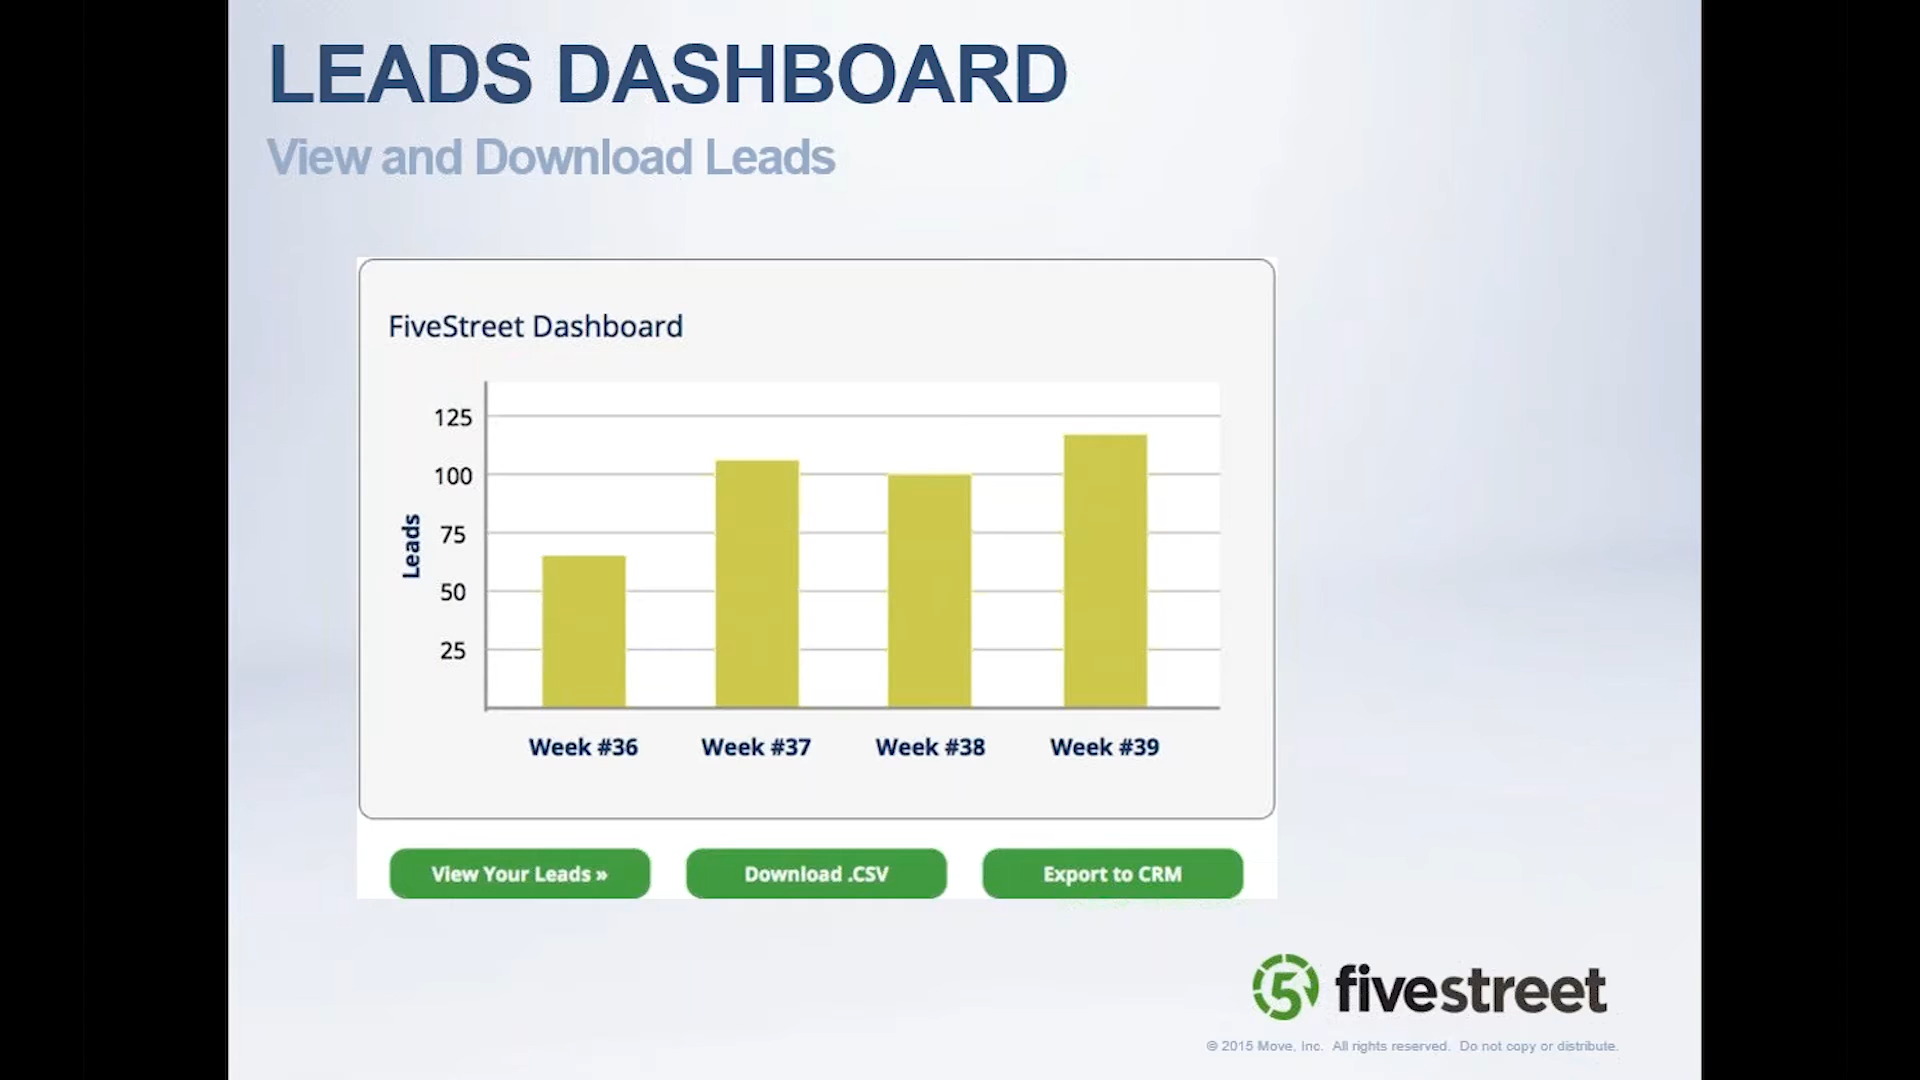 LEADS DASHBOARD
View and Download Leads
FiveStreet Dashboard
125
100
75
50
25
Leads
Week #36 Week #37 Week #38 Week #39
View Your Leads » Download .CSV Export to CRM
5 fivestreet
© 2015 Move, Inc. All rights reserved. Do not copy or distribute.